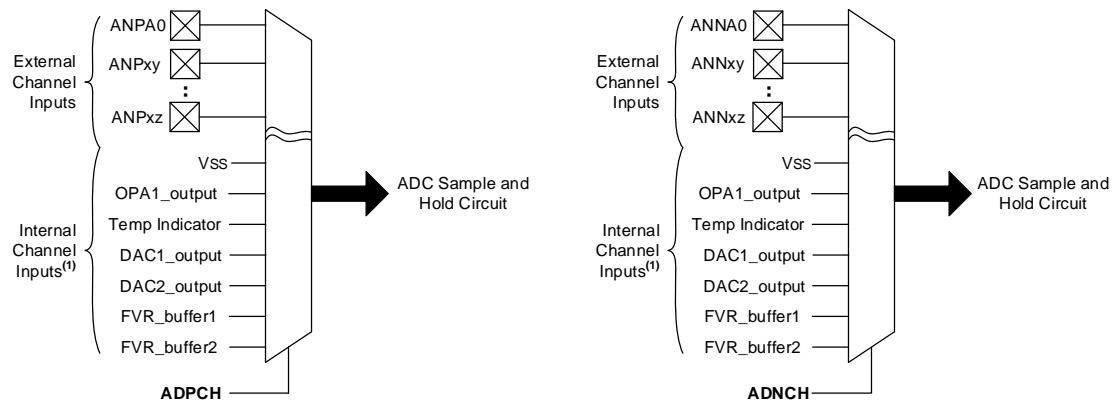 ANPA0
External
Channel
Inputs
ANPxy
ANPxz
VSS
OPA1_output
Temp Indicator
Internal
Channel
Inputs(1)
DAC1_output
DAC2_output
FVR_buffer1
FVR_buffer2
ADPCH
ADC Sample and
Hold Circuit
ANNA0
External
Channel
Inputs
ANNxy
ANNxz
VSS
OPA1_output
Temp Indicator
Internal
Channel
Inputs(1)
DAC1_output
DAC2_output
FVR_buffer1
FVR_buffer2
ADNCH
ADC Sample and
Hold Circuit